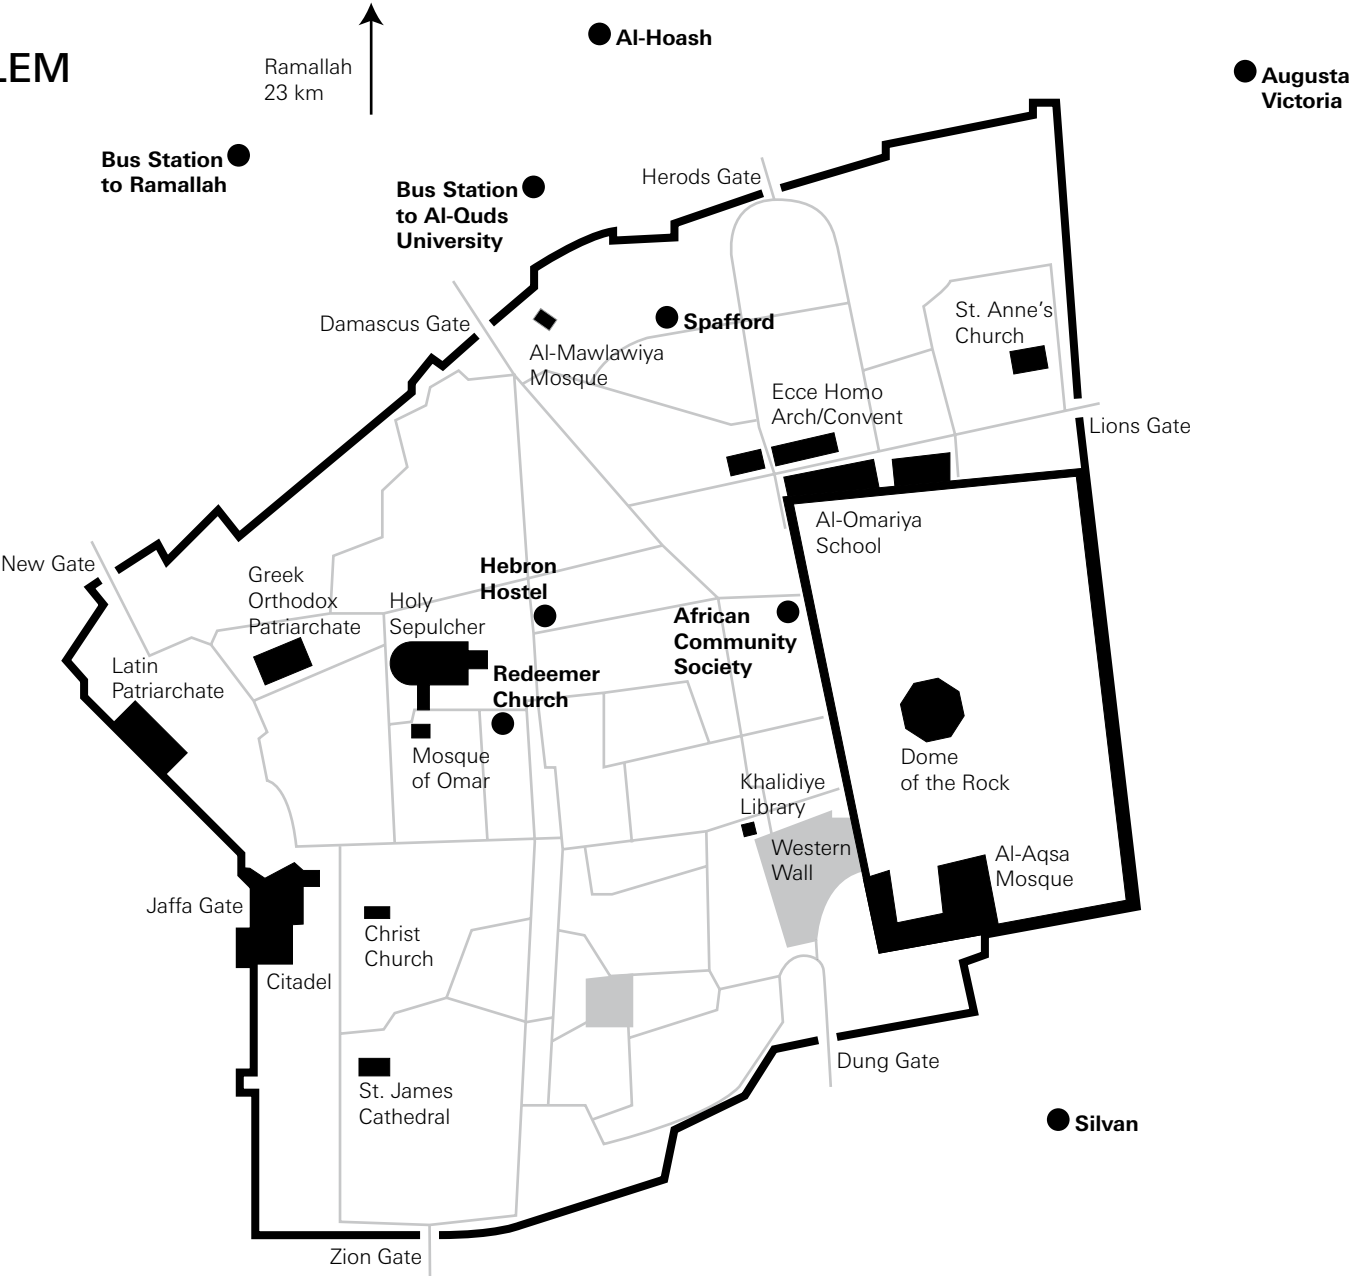 LEM
Ramallah
23 km
Al-Hoash
Augusta
Victoria
Bus Station
to Ramallah
Bus Station
to Al-Quds
University
Herods Gate
Damascus Gate
Spafford
Al-Mawlawiya
Mosque
St. Anne's
Church
Ecce Homo
Arch/Convent
Lions Gate
Al-Omariya
School
New Gate
Greek
Orthodox
Patriarchate
Holy
Sepulcher
Hebron
Hostel
African
Community
Society
Latin
Patriarchate
Redeemer
Church
Mosque
of Omar
Dome
of the Rock
Khalidiye
Library
Western
Wall
Al-Aqsa
Mosque
Jaffa Gate
Christ
Church
Citadel
Dung Gate
St. James
Cathedral
Silvan
Zion Gate